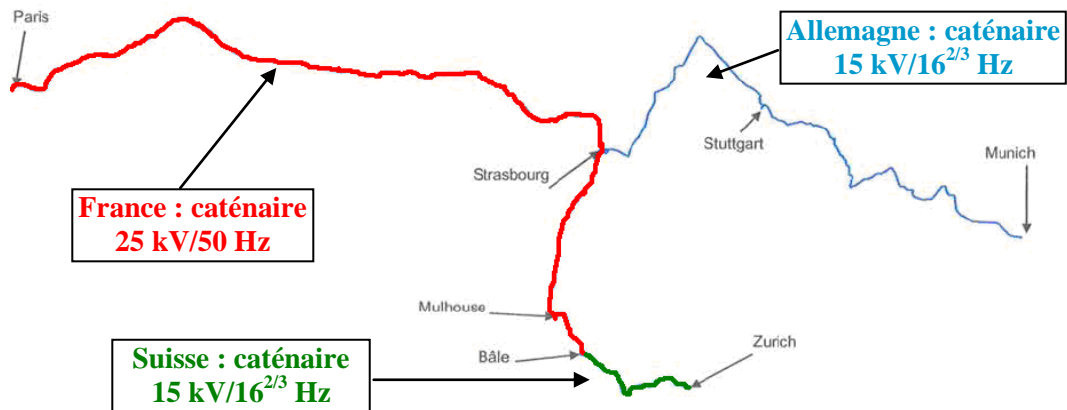 Paris
Allemagne : caténaire
15 kV/16^{2/3} Hz
Stuttgart
Strasbourg
Munich
France : caténaire
25 kV/50 Hz
Mulhouse
Bâle
Zurich
Suisse : caténaire
15 kV/16^{2/3} Hz